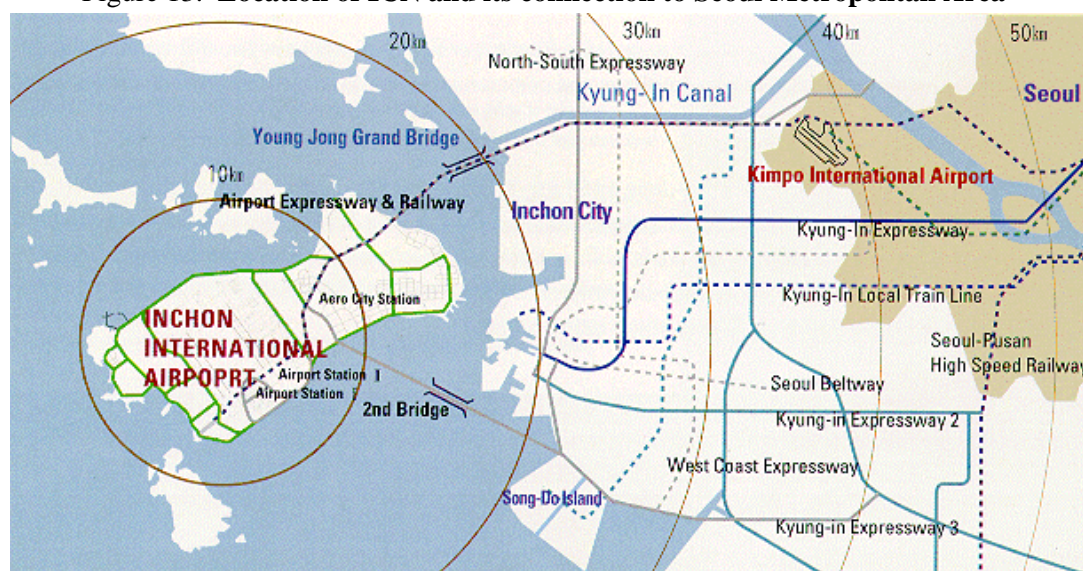 Figure 13: Location of ICN and its connection to Seoul Metropolitan Area
20km
30km
40km
50km
North-South Expressway
Kyung- In Canal
Seoul
Young Jong Grand Bridge
10km
Kimpo International Airport
Airport Expressway & Railway
Inchon City
Kyung-In Expressway
Aero City Station
Kyung-In Local Train Line
INCHON
INTERNATIONAL
AIRPOPRT
Seoul-Pusan
High Speed Railway
Airport Station I
Airport Station I
Seoul Beltway
2nd Bridge
Kyung-in Expressway 2
West Coast Expressway
Song-Do Island
Kyung-in Expressway 3